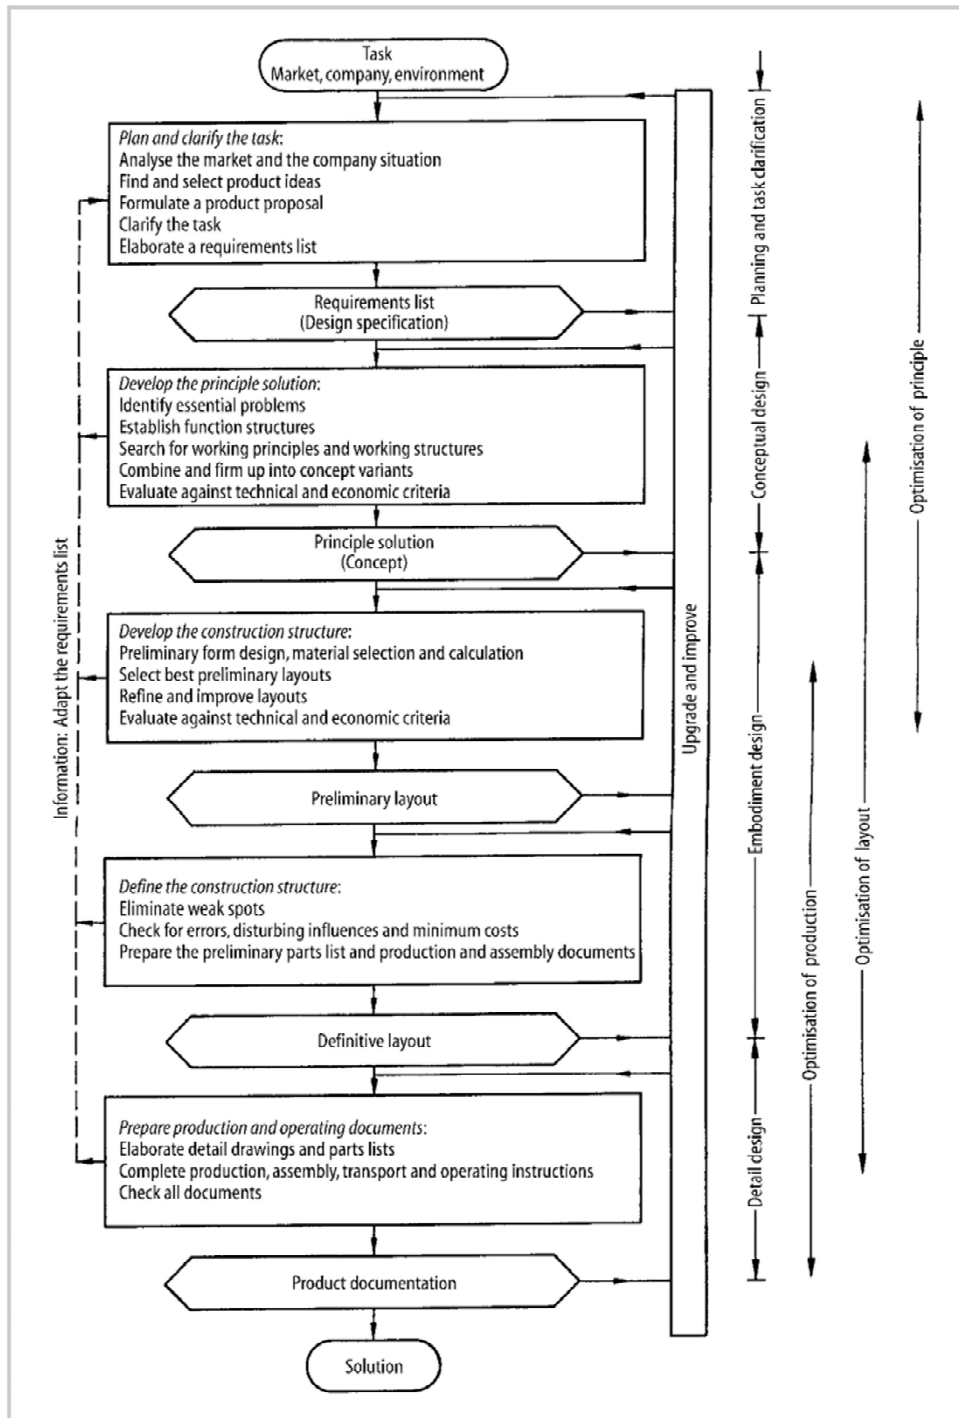 Task
Market, company, environment
Plan and clarify the task:
Analyse the market and the company situation
Find and select product ideas
Formulate a product proposal
Clarify the task
Elaborate a requirements list
Requirements list
(Design specification)
Develop the principle solution:
Identify essential problems
Establish function structures
Search for working principles and working structures
Combine and firm up into concept variants
Evaluate against technical and economic criteria
Principle solution
(Concept)
Develop the construction structure:
Preliminary form design, material selection and calculation
Select best preliminary layouts
Refine and improve layouts
Evaluate against technical and economic criteria
Preliminary layout
Define the construction structure:
Eliminate weak spots
Check for errors, disturbing influences and minimum costs
Prepare the preliminary parts list and production and assembly documents
Definitive layout
Prepare production and operating documents:
Elaborate detail drawings and parts lists
Complete production, assembly, transport and operating instructions
Check all documents
Product documentation
Solution
Information: Adapt the requirements list
Upgrade and improve
Planning and task clarification
Conceptual design
Embodiment design
Detail design
Optimisation of production
Optimisation of layout
Optimisation of principle